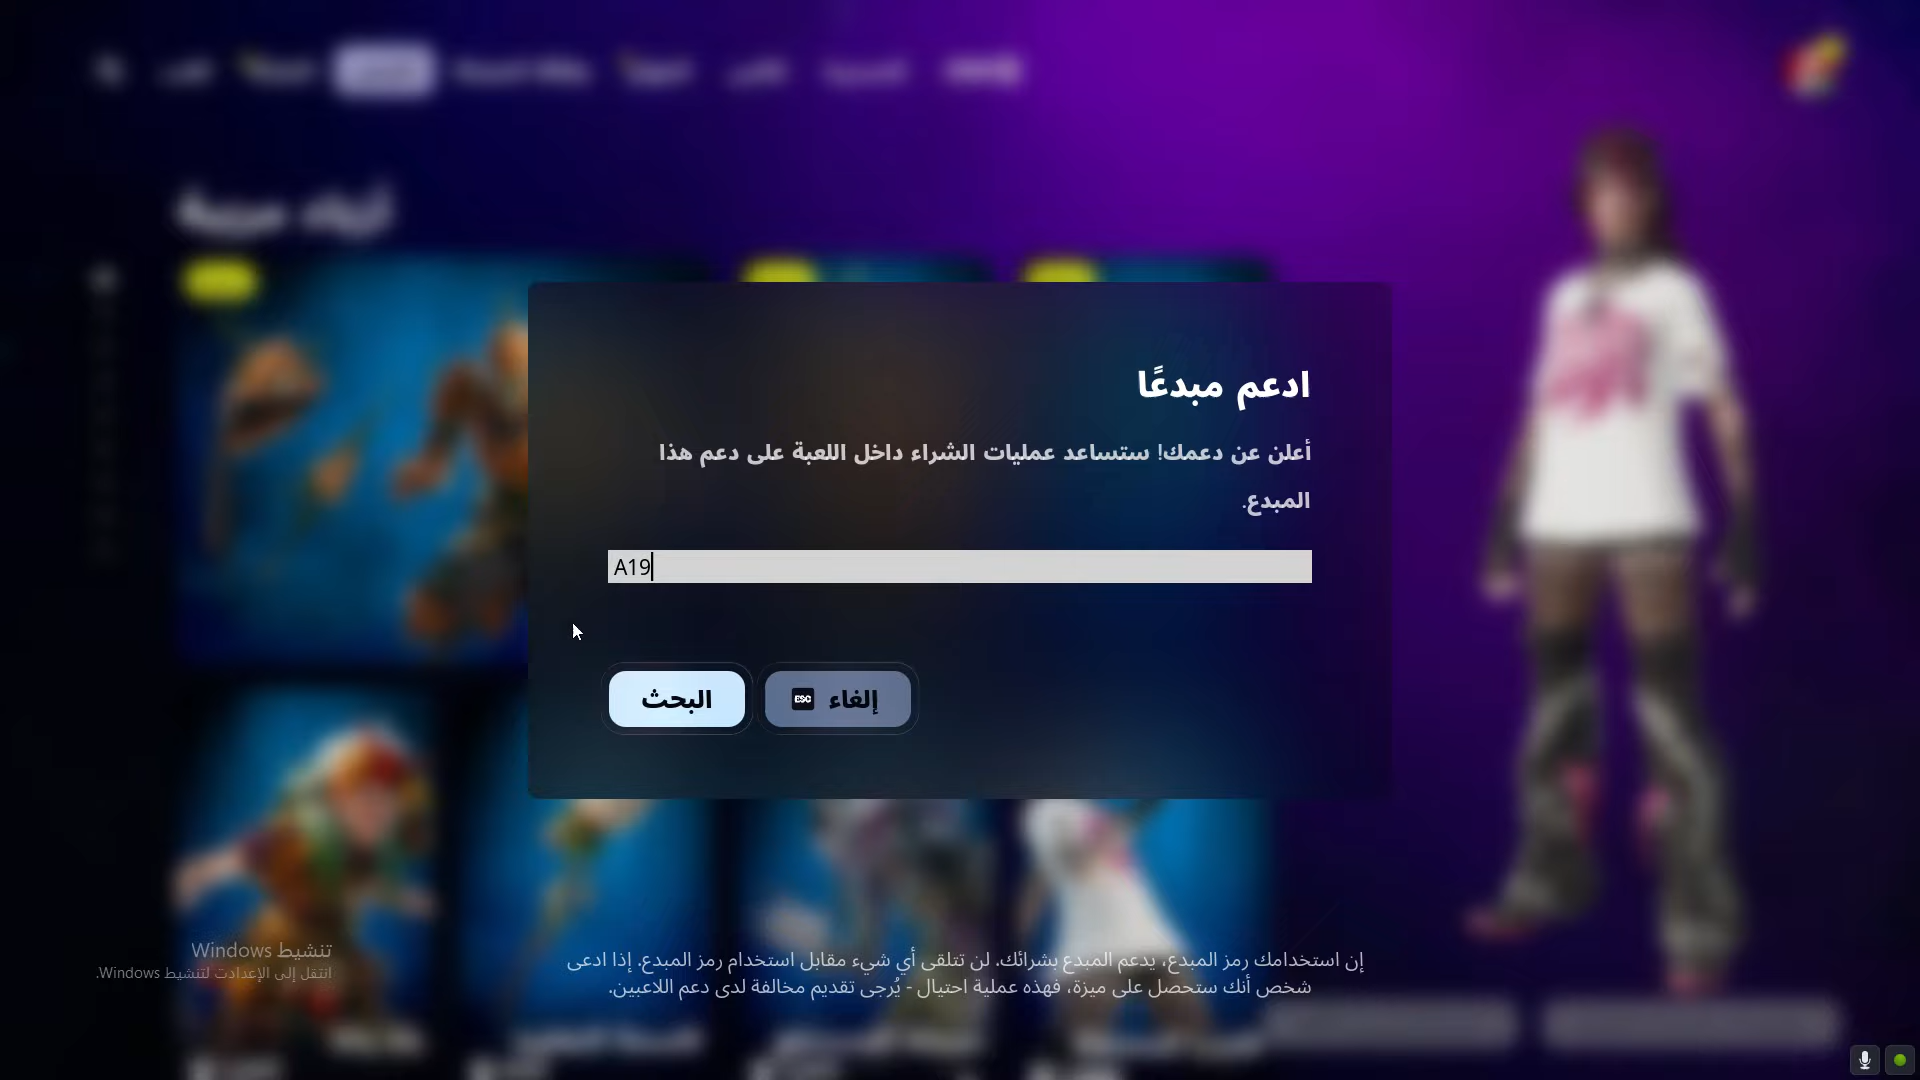 ادعم مبدعًا
أعلن عن دعمك! ستساعد عمليات الشراء داخل اللعبة على دعم هذا
المبدع.
A19
البحث
إلغاء ESC
إن استخدامك رمز المبدع، يدعم المبدع بشرائك. لن تتلقى أي شيء مقابل استخدام رمز المبدع. إذا ادعى
شخص أنك ستحصل على ميزة، فهذه عملية احتيال - يُرجى تقديم مخالفة لدى دعم اللاعبين.
تنشيط Windows
انتقل إلى الإعدادت لتنشيط Windows.